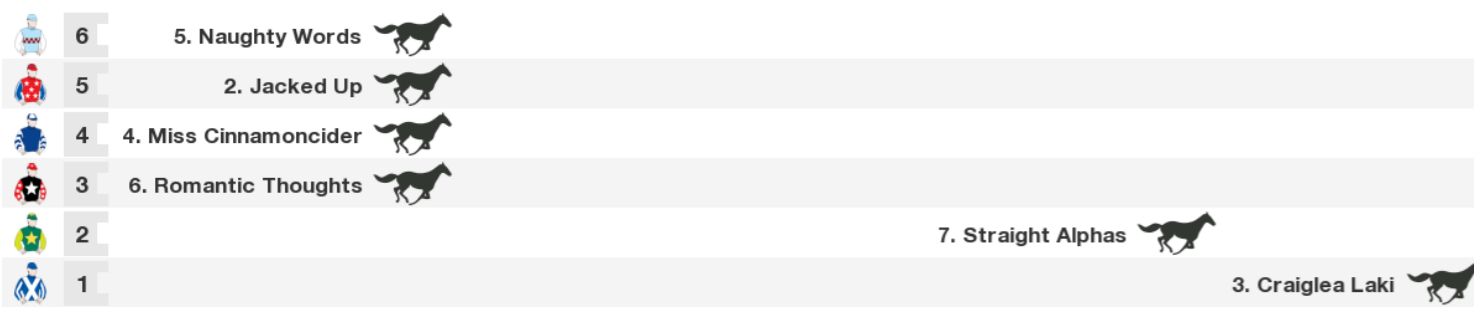 6 5. Naughty Words
5 2. Jacked Up
4 4. Miss Cinnamoncider
3 6. Romantic Thoughts
2 7. Straight Alphas
1 3. Craiglea Laki